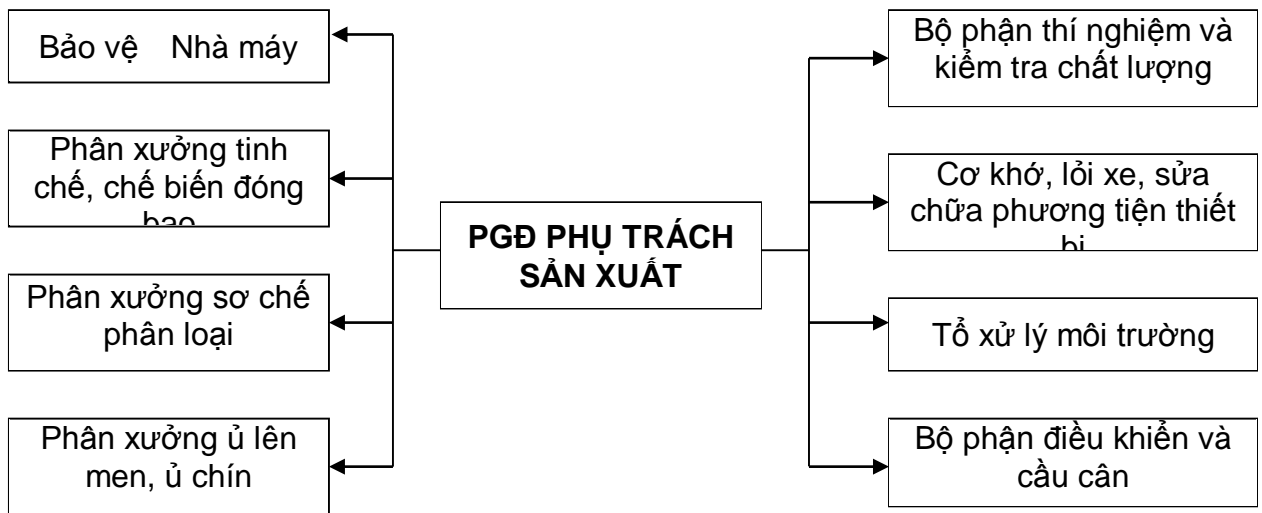 Bảo vệ Nhà máy
Phân xưởng tinh
chế, chế biến đóng
bao
Phân xưởng sơ chế
phân loại
Phân xưởng ủ lên
men, ủ chín
PGĐ PHỤ TRÁCH
SẢN XUẤT
Bộ phận thí nghiệm và
kiểm tra chất lượng
Cơ khớ, lỏi xe, sửa
chữa phương tiện thiết
bị
Tổ xử lý môi trường
Bộ phận điều khiển và
cầu cân